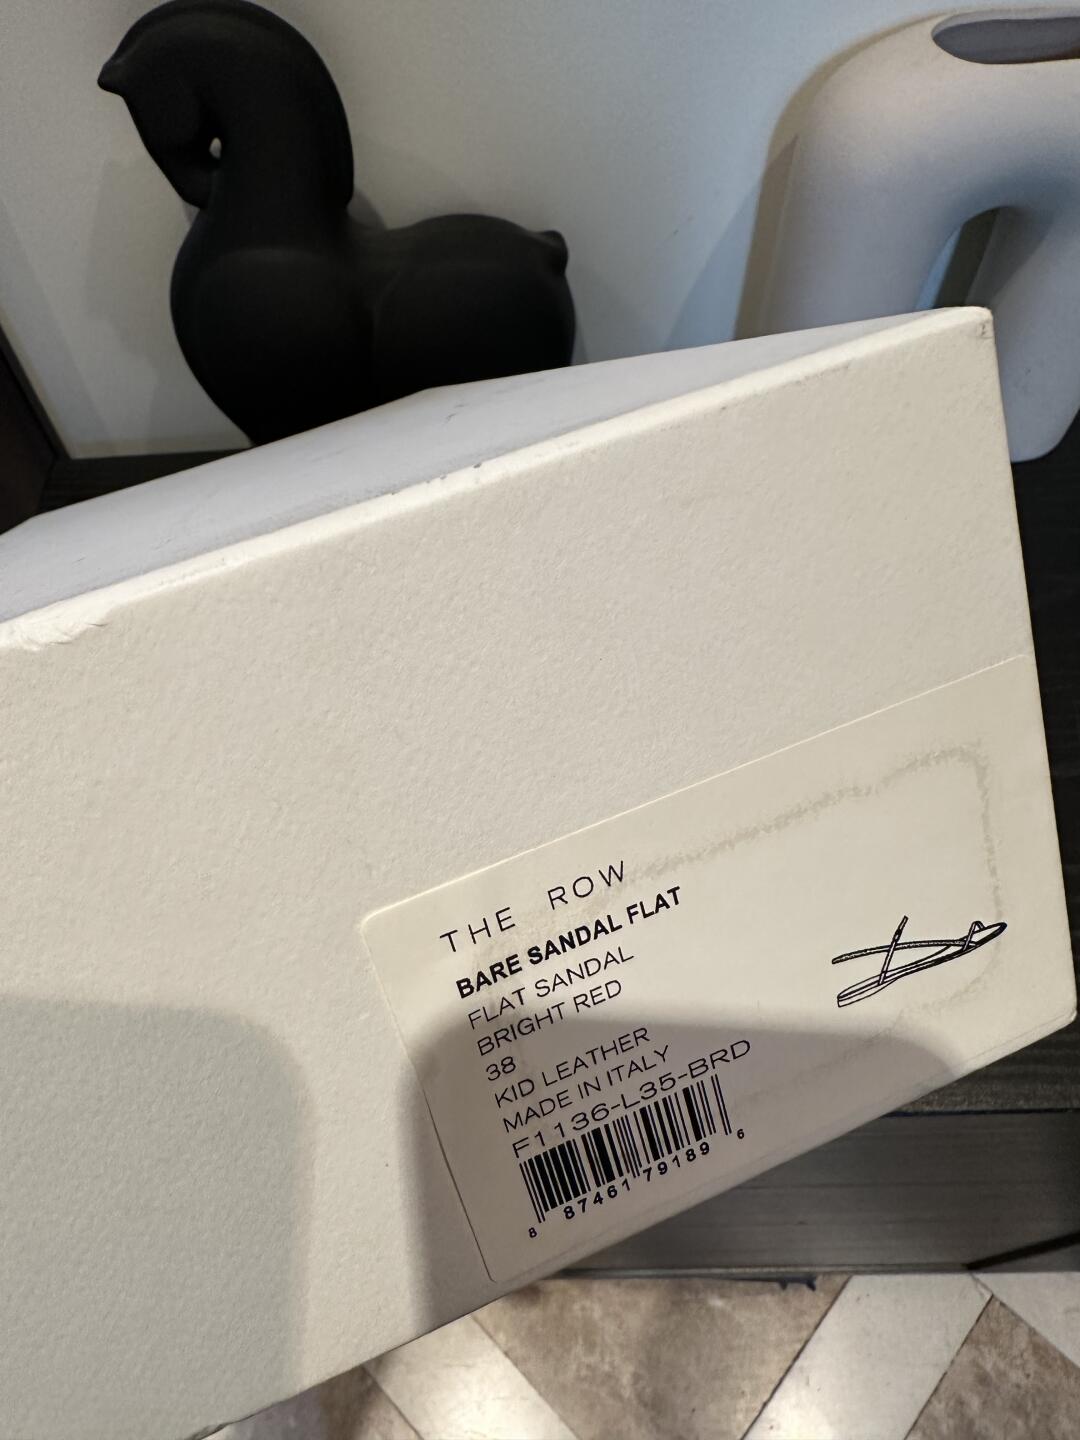 THE ROW
BARE SANDAL FLAT
FLAT SANDAL
BRIGHT RED
38
KID LEATHER
MADE IN ITALY
F1136-L35-BRD
8 87461 79189 6